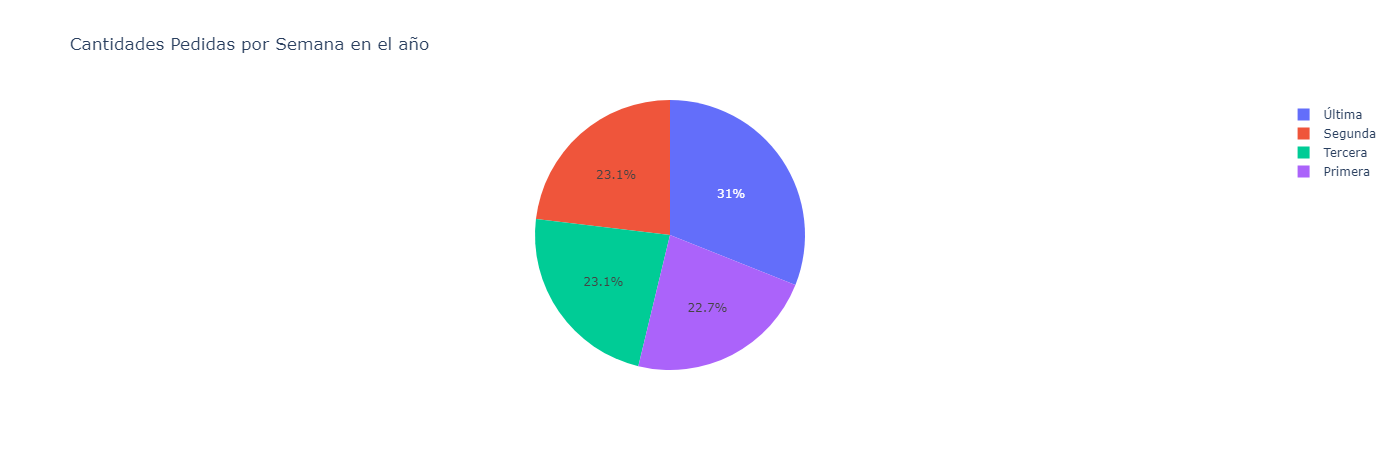 Cantidades Pedidas por Semana en el año
Última
Segunda
Tercera
Primera
23.1%
31%
23.1%
22.7%